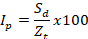 I_p = S_d / Z_t x100